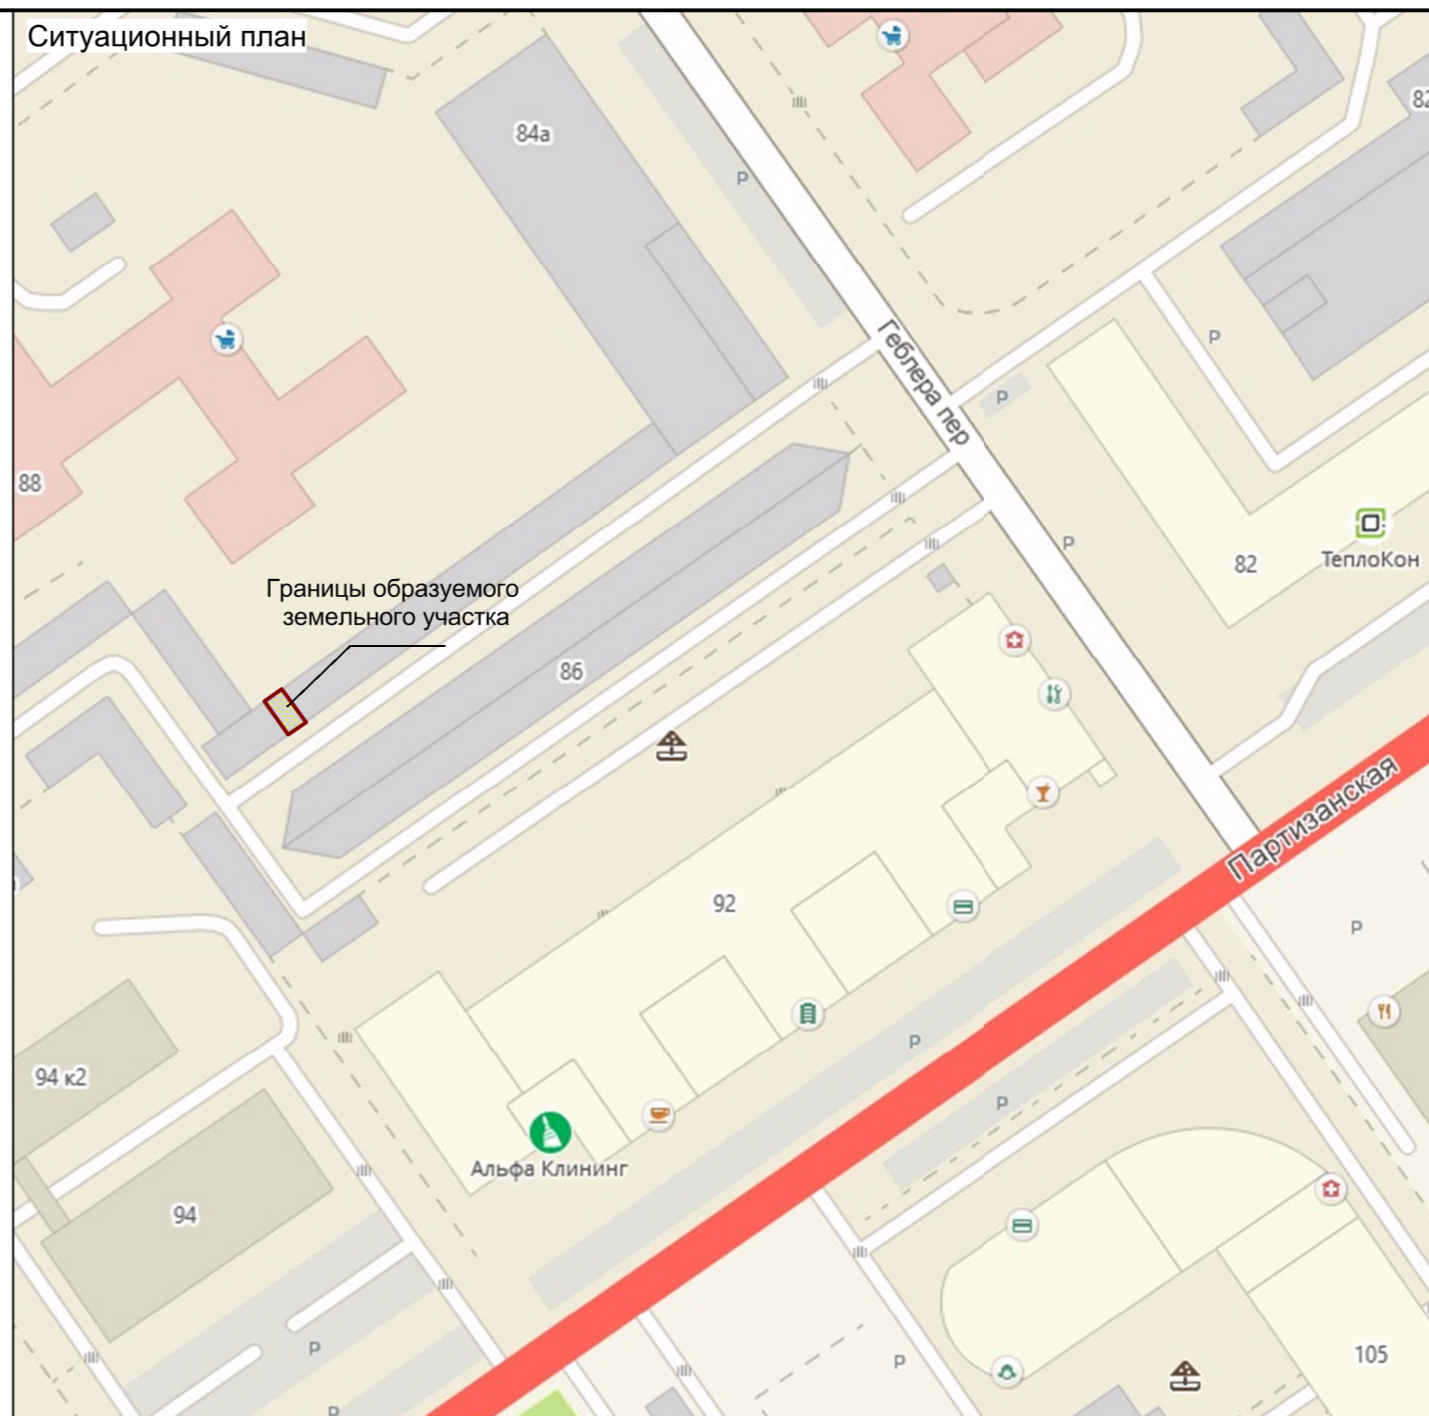 Ситуационный план
84а
82
P
Геблера пер
P
P
88
P
82
ТеплоКон
Границы образуемого
земельного участка
86
Партизанская
92
P
P
94 к2
P
Альфа Клининг
94
P
P
105
P